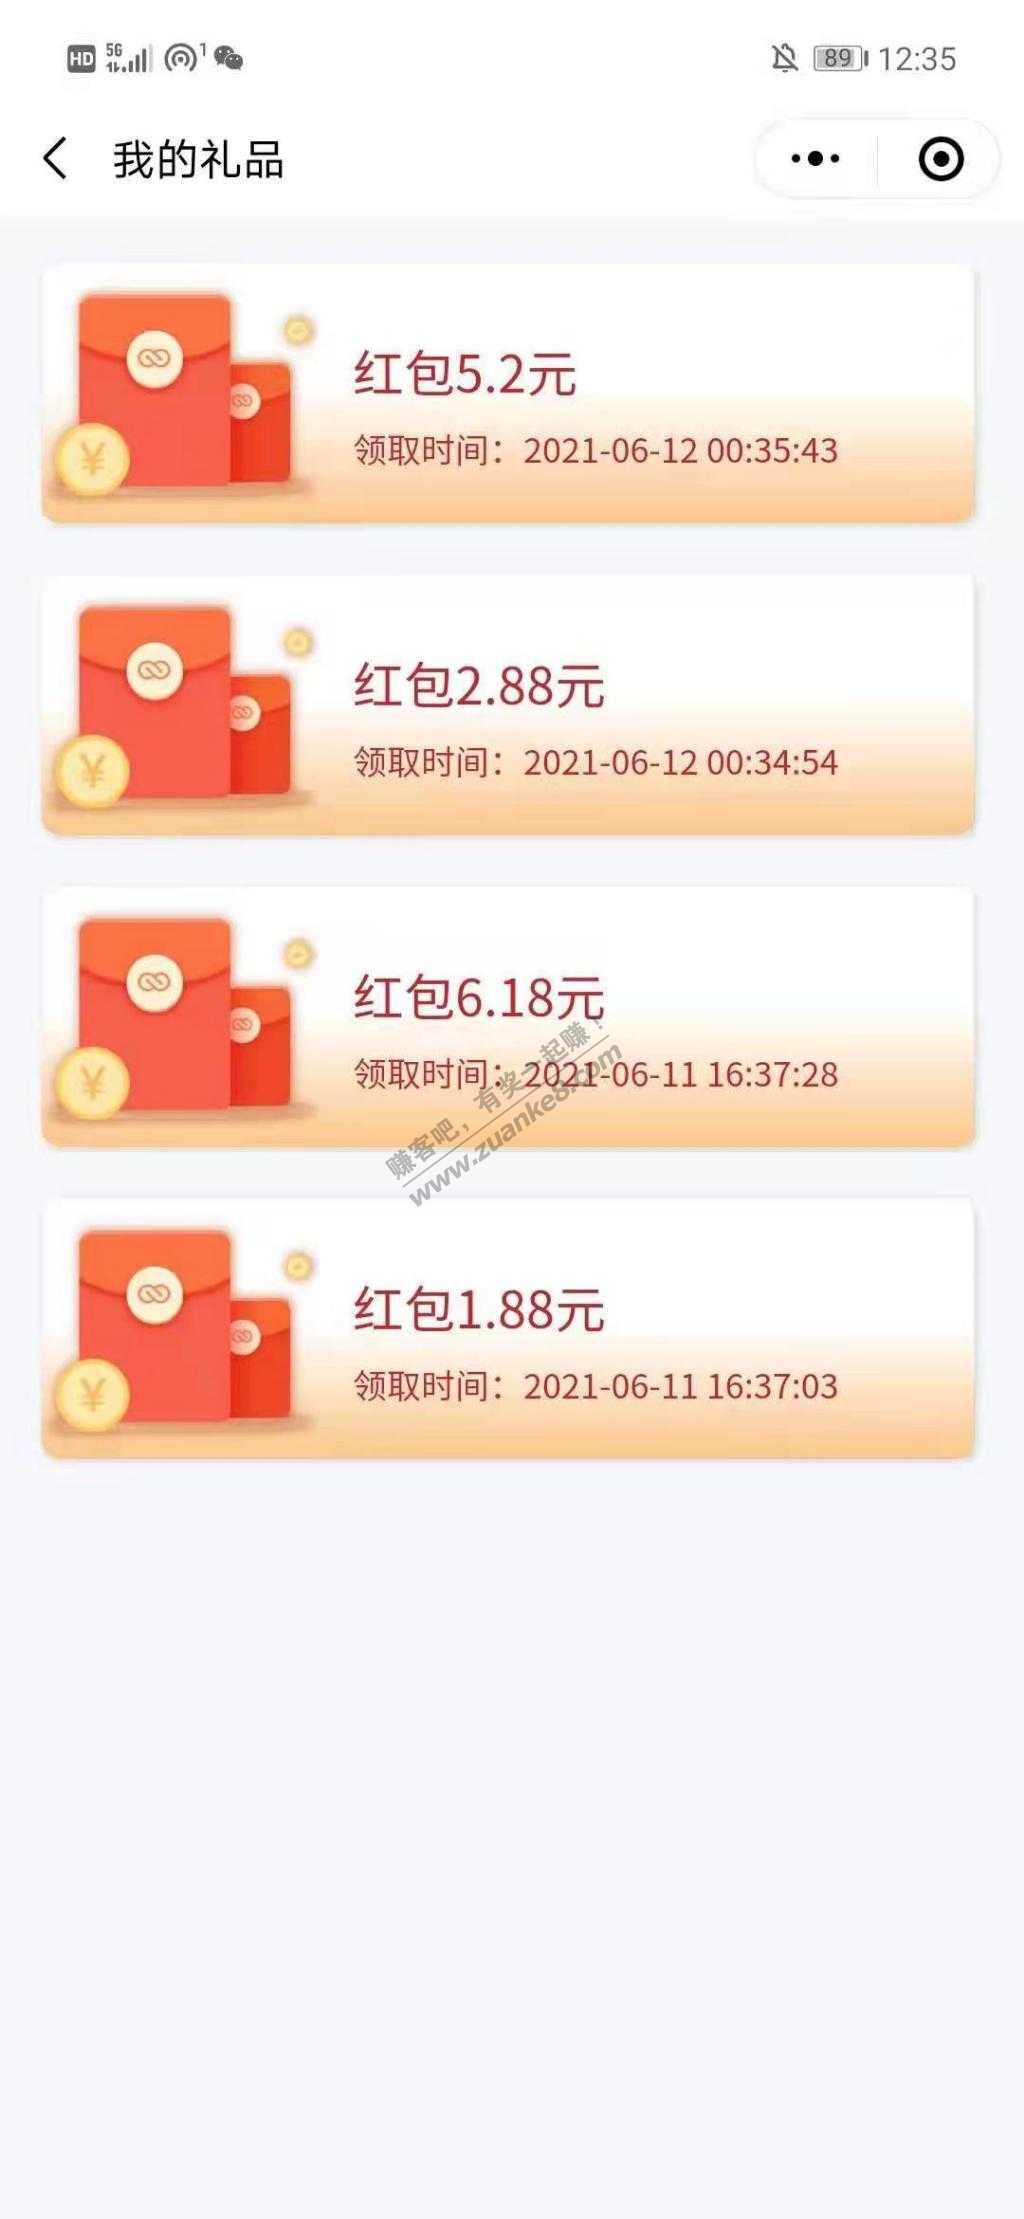 HD 5G 1 89 12:35
我的礼品
红包5.2元
领取时间：2021-06-12 00:35:43
¥
红包2.88元
领取时间：2021-06-12 00:34:54
¥
红包6.18元
领取时间：2021-06-11 16:37:28
¥
赚客吧，有奖一起赚！
www.zuanke8.com
红包1.88元
领取时间：2021-06-11 16:37:03
¥